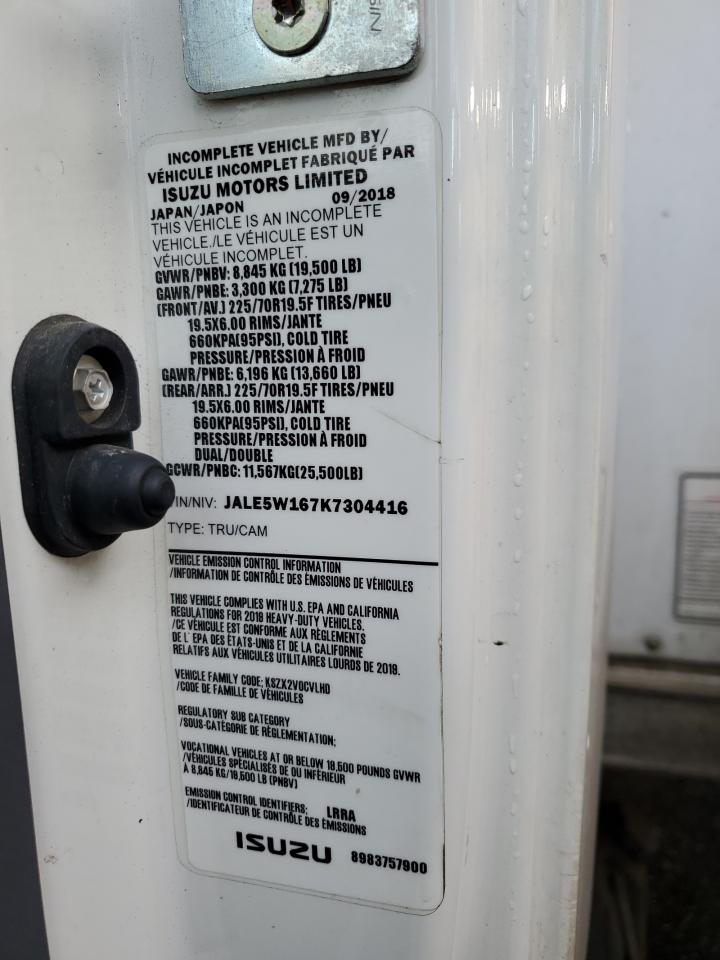 INCOMPLETE VEHICLE MFD BY/
VÉHICULE INCOMPLET FABRIQUÉ PAR
ISUZU MOTORS LIMITED
JAPAN/JAPON 09/2018
THIS VEHICLE IS AN INCOMPLETE
VEHICLE./LE VÉHICULE EST UN
VÉHICULE INCOMPLET.
GVWR/PNBV: 8,845 KG (19,500 LB)
GAWR/PNBE: 3,300 KG (7,275 LB)
(FRONT/AV.) 225/70R19.5F TIRES/PNEU
19.5X6.00 RIMS/JANTE
660KPA(95PSI), COLD TIRE
PRESSURE/PRESSION À FROID
GAWR/PNBE: 6,196 KG (13,660 LB)
(REAR/ARR.) 225/70R19.5F TIRES/PNEU
19.5X6.00 RIMS/JANTE
660KPA(95PSI), COLD TIRE
PRESSURE/PRESSION À FROID
DUAL/DOUBLE
GCWR/PNBC: 11,567KG(25,500LB)
VIN/NIV: JALE5W167K7304416
TYPE: TRU/CAM
VEHICLE EMISSION CONTROL INFORMATION
/INFORMATION DE CONTRÔLE DES ÉMISSIONS DE VÉHICULES
THIS VEHICLE COMPLIES WITH U.S. EPA AND CALIFORNIA
REGULATIONS FOR 2018 HEAVY-DUTY VEHICLES.
/CE VÉHICULE EST CONFORME AUX RÈGLEMENTS
DE L' EPA DES ÉTATS-UNIS ET DE LA CALIFORNIE
RELATIFS AUX VÉHICULES UTILITAIRES LOURDS DE 2018.
VEHICLE FAMILY CODE: KSZX2VOCVLHD
/CODE DE FAMILLE DE VÉHICULES
REGULATORY SUB CATEGORY
/SOUS-CATÉGORIE DE RÉGLEMENTATION:
VOCATIONAL VEHICLES AT OR BELOW 19,500 POUNDS GVWR
/VÉHICULES SPÉCIALISÉS DE OU INFÉRIEUR
À 8,845 KG/19,500 LB (PNBV)
EMISSION CONTROL IDENTIFIERS: LRRA
/IDENTIFICATEUR DE CONTRÔLE DES ÉMISSIONS
ISUZU 8983757900